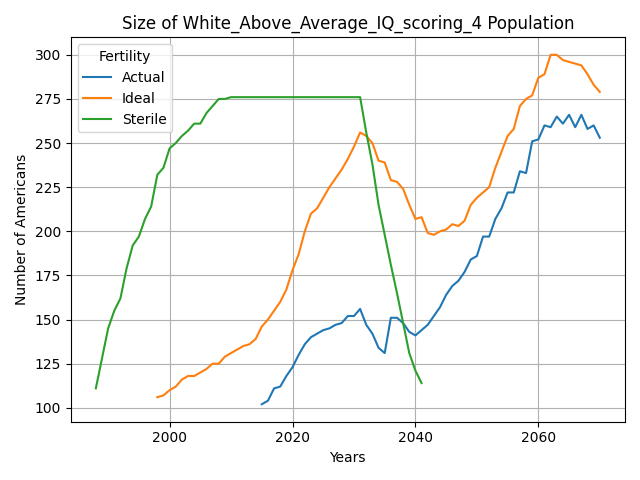 Size of White_Above_Average_IQ_scoring_4 Population
Fertility
Actual
Ideal
Sterile
Number of Americans
300
275
250
225
200
175
150
125
100
2000
2020
2040
2060
Years